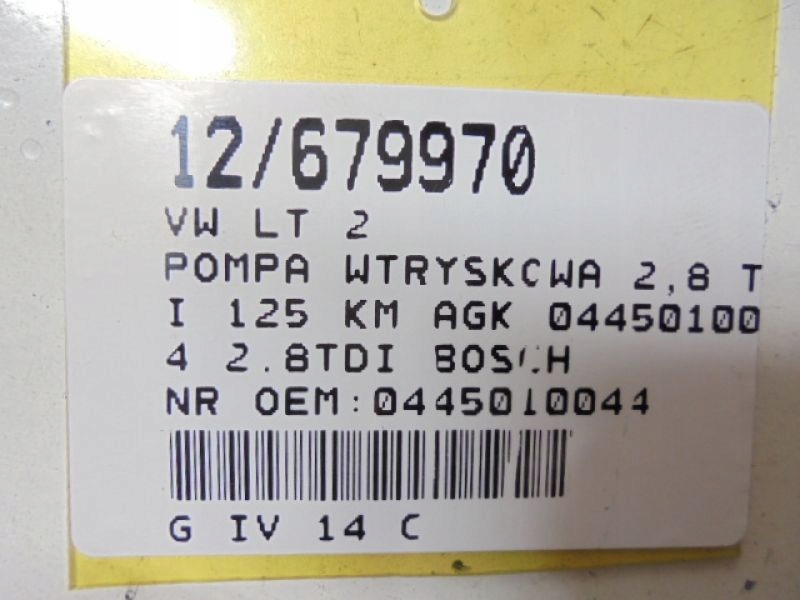 12/679970
VW LT 2
POMPA WTRYSKOWA 2,8 T
I 125 KM AGK 04450100
4 2.8TDI BOSCH
NR OEM:0445010044
G IV 14 C